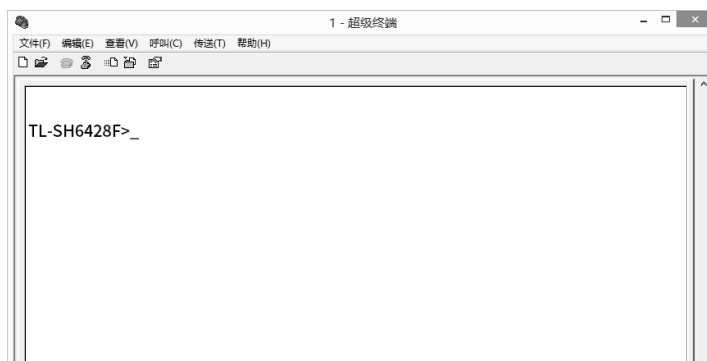 1 - 超级终端
文件(F) 编辑(E) 查看(V) 呼叫(C) 传送(T) 帮助(H)
TL-SH6428F>_